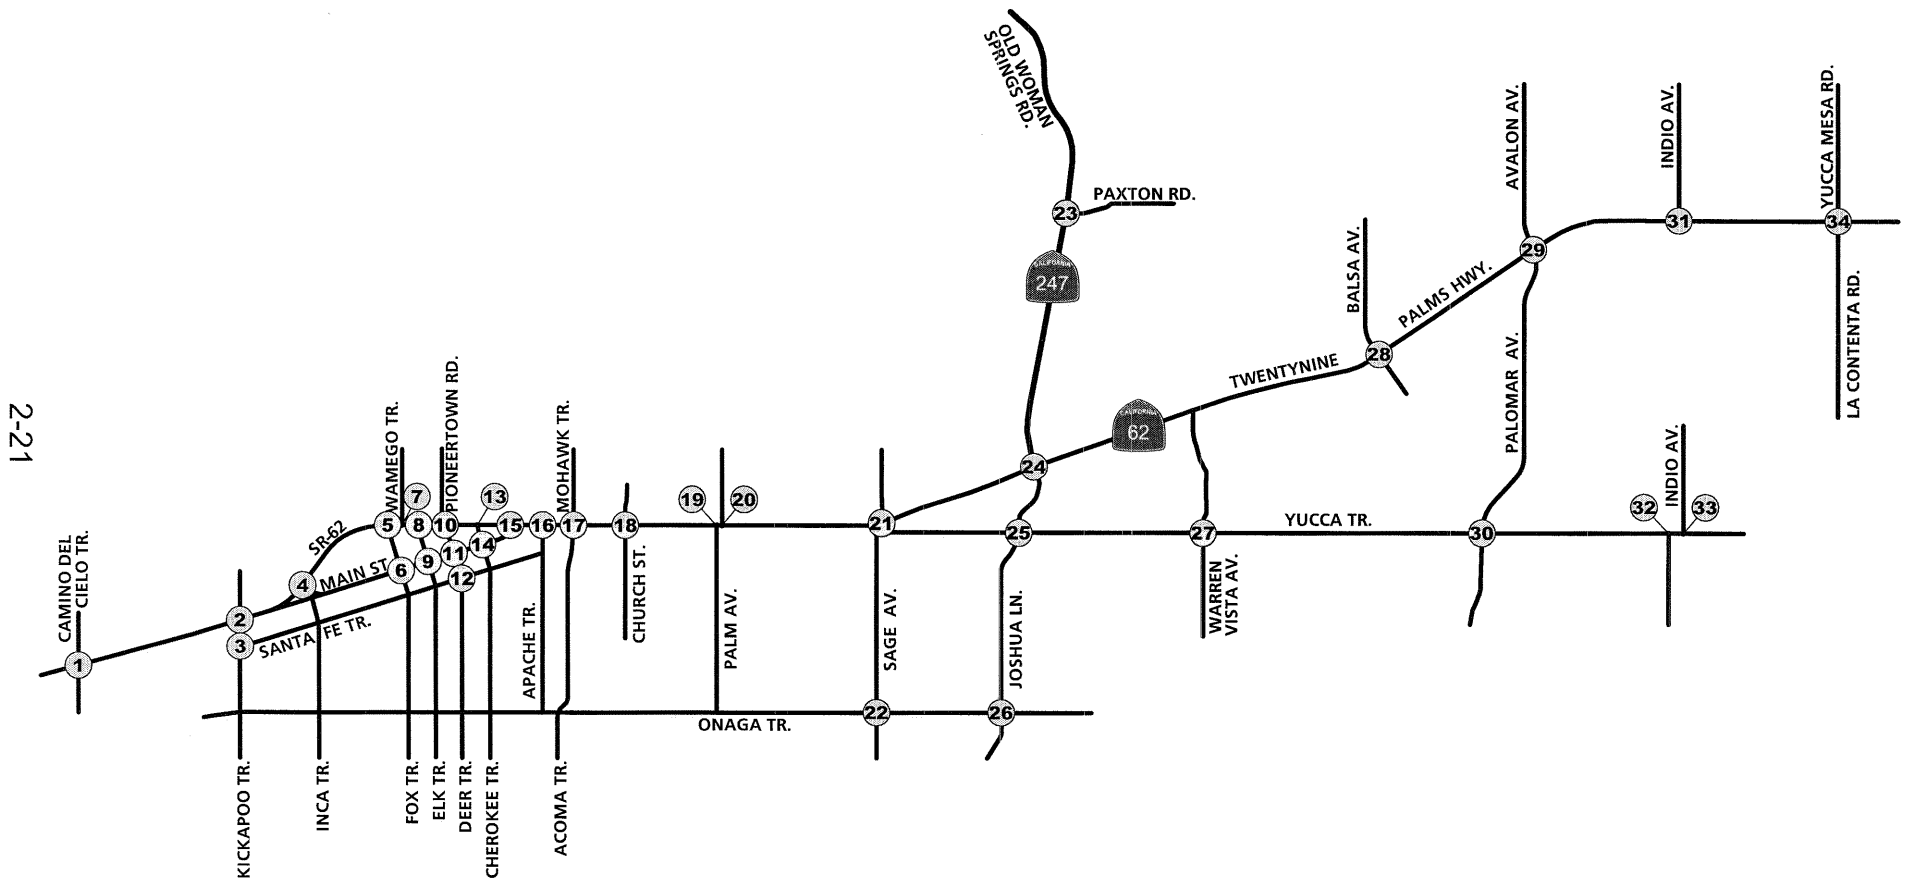 OLD WOMAN
SPRINGS RD.
PAXTON RD.
AVALON AV.
INDIO AV.
YUCCA MESA RD.
23
31
34
CALIFORNIA
247
29
BALSA AV.
PALMS HWY.
28
TWENTYNINE
PALOMAR AV.
LA CONTENTA RD.
2-21
WAMEGO TR.
PIONEERTOWN RD.
MOHAWK TR.
CALIFORNIA
62
24
INDIO AV.
7
13
19
20
32
33
SR-62
5
8
10
15
16
17
18
21
25
27
YUCCA TR.
30
14
11
9
6
12
4
MAIN ST
CAMINO DEL
CIELO TR.
2
3
SANTA FE TR.
1
APACHE TR.
CHURCH ST.
PALM AV.
SAGE AV.
JOSHUA LN.
WARREN
VISTA AV.
22
26
ONAGA TR.
KICKAPOO TR.
INCA TR.
FOX TR.
ELK TR.
DEER TR.
CHEROKEE TR.
ACOMA TR.